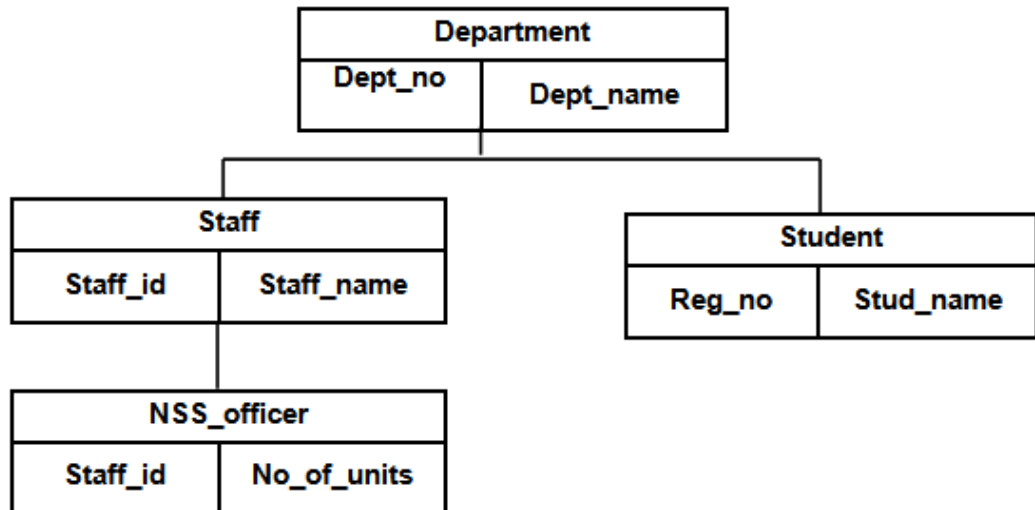 Department
Dept_no Dept_name
Staff
Staff_id Staff_name
Student
Reg_no Stud_name
NSS_officer
Staff_id No_of_units